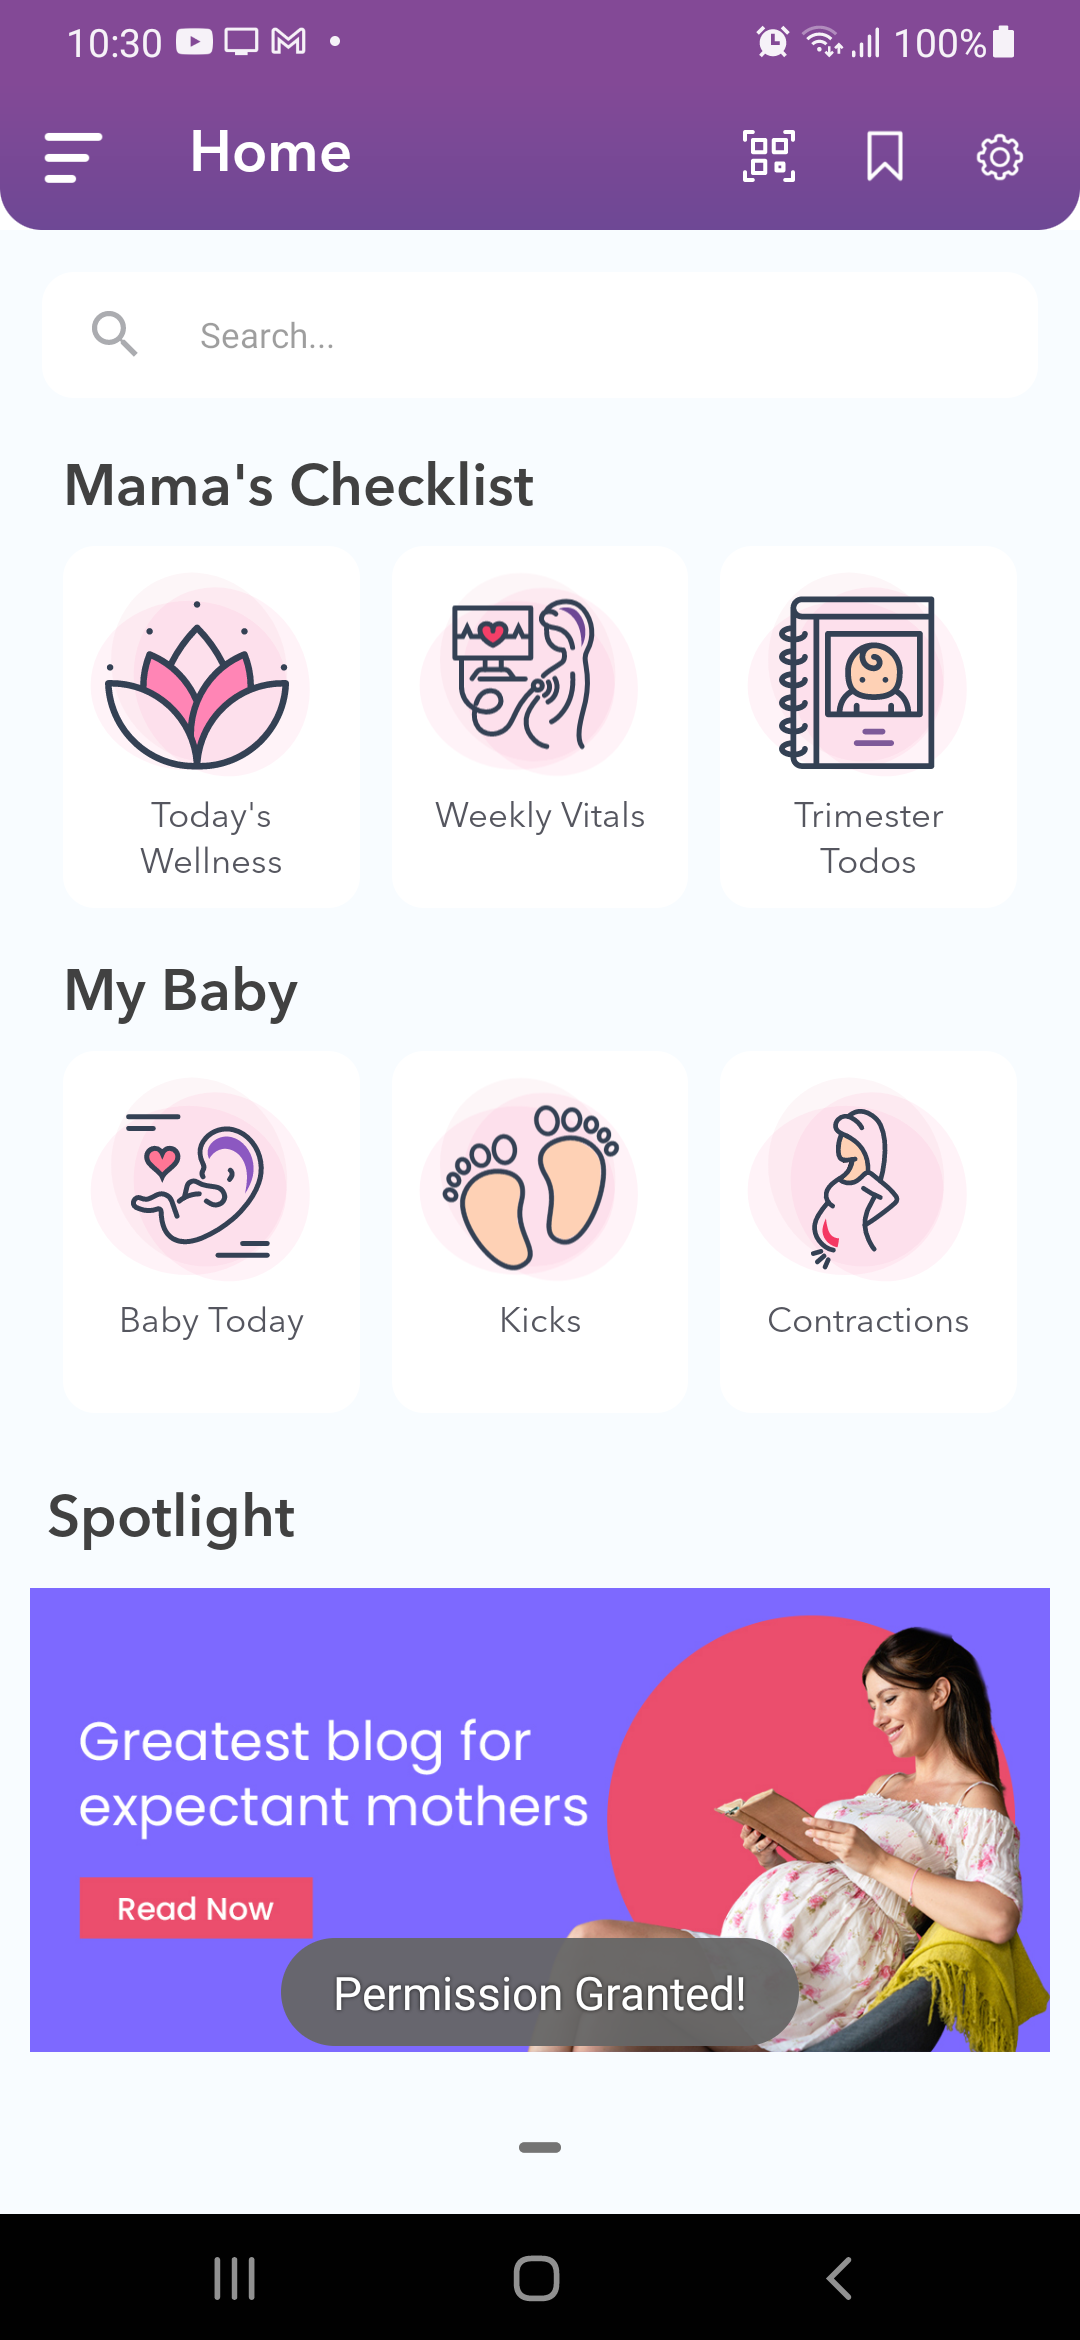 10:30
100%
Home
Search...
Mama's Checklist
Today's
Wellness
Weekly Vitals
Trimester
Todos
My Baby
Baby Today
Kicks
Contractions
Spotlight
Greatest blog for
expectant mothers
Read Now
Permission Granted!